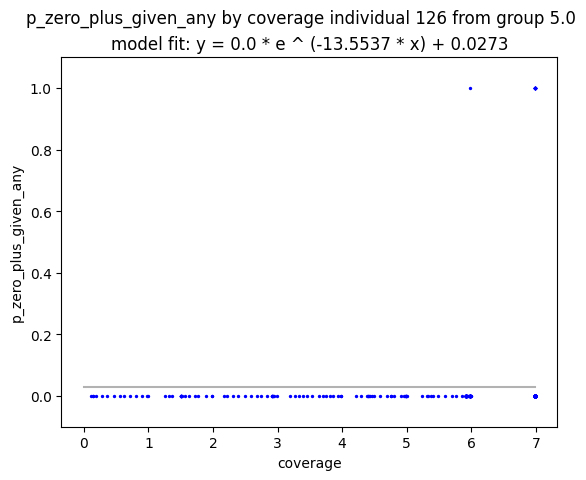 p_zero_plus_given_any by coverage individual 126 from group 5.0
model fit: y = 0.0 * e ^ (-13.5537 * x) + 0.0273
1.0
0.8
0.6
0.4
0.2
0.0
p_zero_plus_given_any
0 1 2 3 4 5 6 7
coverage